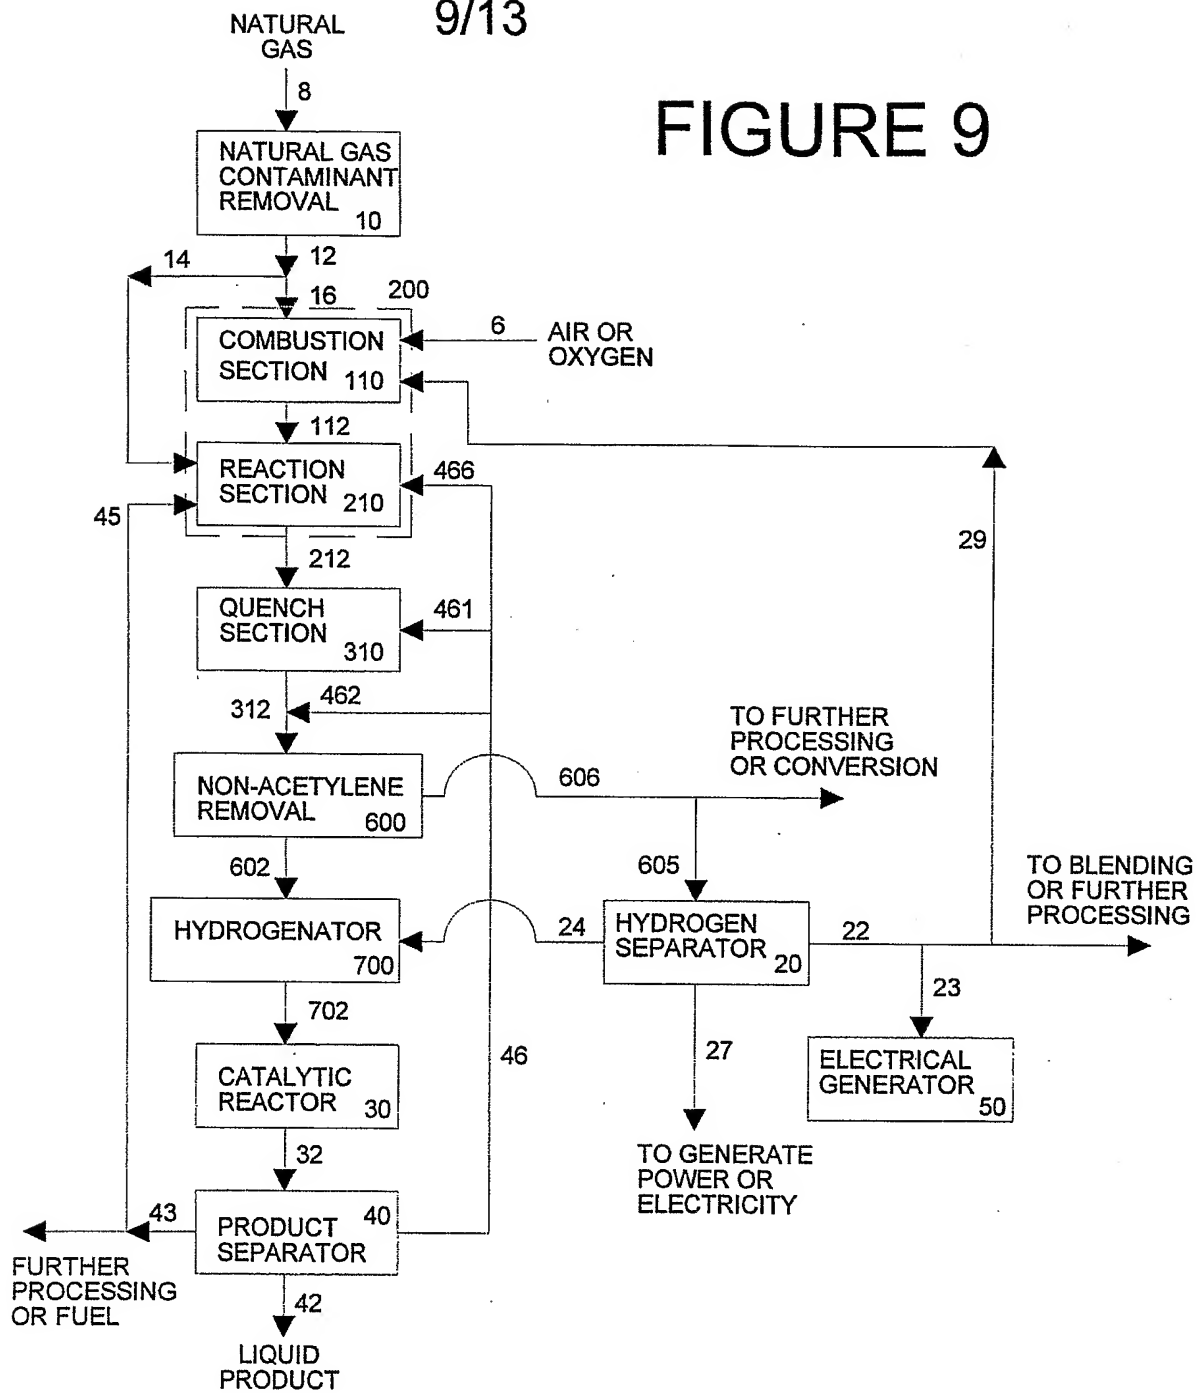 9/13
FIGURE 9
NATURAL
GAS
8
NATURAL GAS
CONTAMINANT
REMOVAL
10
12
14
16
200
COMBUSTION
SECTION
110
6
AIR OR
OXYGEN
112
REACTION
SECTION
210
466
45
212
29
QUENCH
SECTION
310
461
312
462
NON-ACETYLENE
REMOVAL
600
606
TO FURTHER
PROCESSING
OR CONVERSION
602
605
HYDROGENATOR
700
24
HYDROGEN
SEPARATOR
20
22
TO BLENDING
OR FURTHER
PROCESSING
23
702
46
27
ELECTRICAL
GENERATOR
50
CATALYTIC
REACTOR
30
32
TO GENERATE
POWER OR
ELECTRICITY
43
PRODUCT
SEPARATOR
40
FURTHER
PROCESSING
OR FUEL
42
LIQUID
PRODUCT